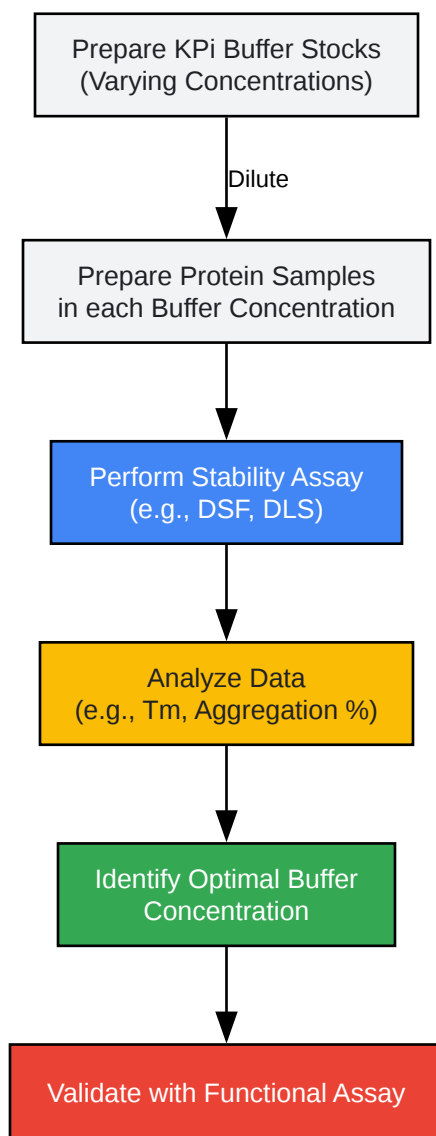 Prepare KPi Buffer Stocks
(Varying Concentrations)
Dilute
Prepare Protein Samples
in each Buffer Concentration
Perform Stability Assay
(e.g., DSF, DLS)
Analyze Data
(e.g., Tm, Aggregation %)
Identify Optimal Buffer
Concentration
Validate with Functional Assay